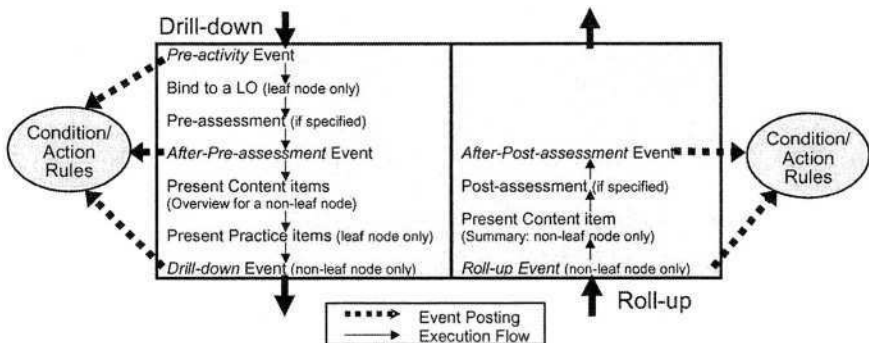 Drill-down
Pre-activity Event
Bind to a LO (leaf node only)
Pre-assessment (if specified)
After-Pre-assessment Event
Present Content items
(Overview for a non-leaf node)
Present Practice items (leaf node only)
Drill-down Event (non-leaf node only)
Condition/
Action
Rules
After-Post-assessment Event
Post-assessment (if specified)
Present Content item
(Summary: non-leaf node only)
Roll-up Event (non-leaf node only)
Condition/
Action
Rules
Roll-up
Event Posting
Execution Flow